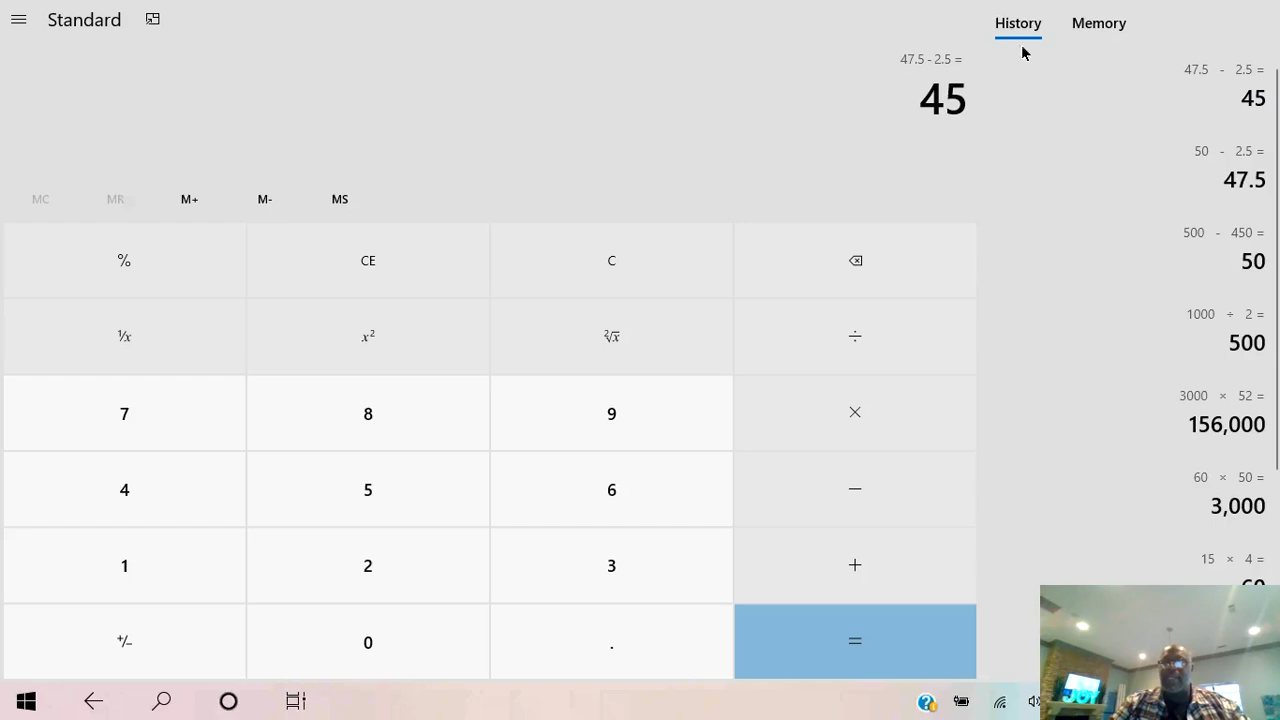 Standard
History Memory
47.5 - 2.5 =
45
MC MR M+ M- MS
% CE C
¹⁄x x² ²√x ÷
7 8 9 ×
4 5 6 −
1 2 3 +
+/− 0 . =
47.5 - 2.5 =
45
50 - 2.5 =
47.5
500 - 450 =
50
1000 ÷ 2 =
500
3000 × 52 =
156,000
60 × 50 =
3,000
15 × 4 =
60